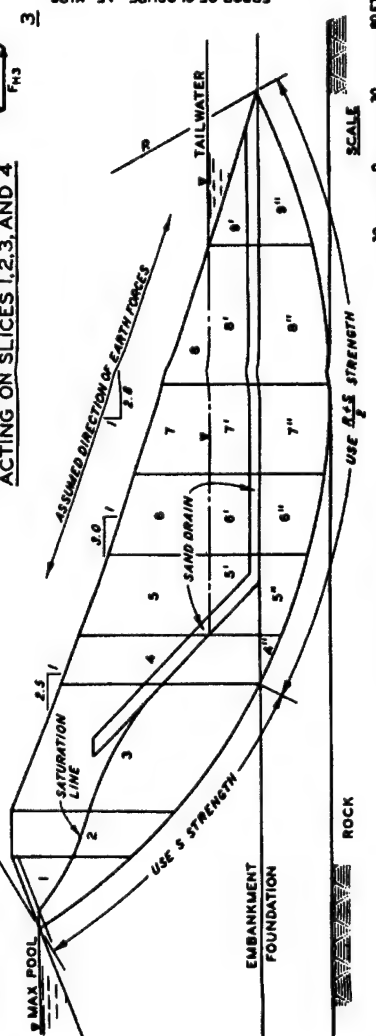 ACTING ON SLICES 1,2,3, AND 4
FH3
3
MAX POOL
2.5
1
3.0
1
2.8
1
ASSUMED DIRECTION OF EARTH FORCES
R
TAILWATER
SATURATION
LINE
SAND DRAIN
1
2
3
4
5
6
7
8
5'
6'
7'
8'
9'
4"
5"
6"
7"
8"
9"
USE S STRENGTH
USE R+S/2 STRENGTH
EMBANKMENT
FOUNDATION
ROCK
SCALE